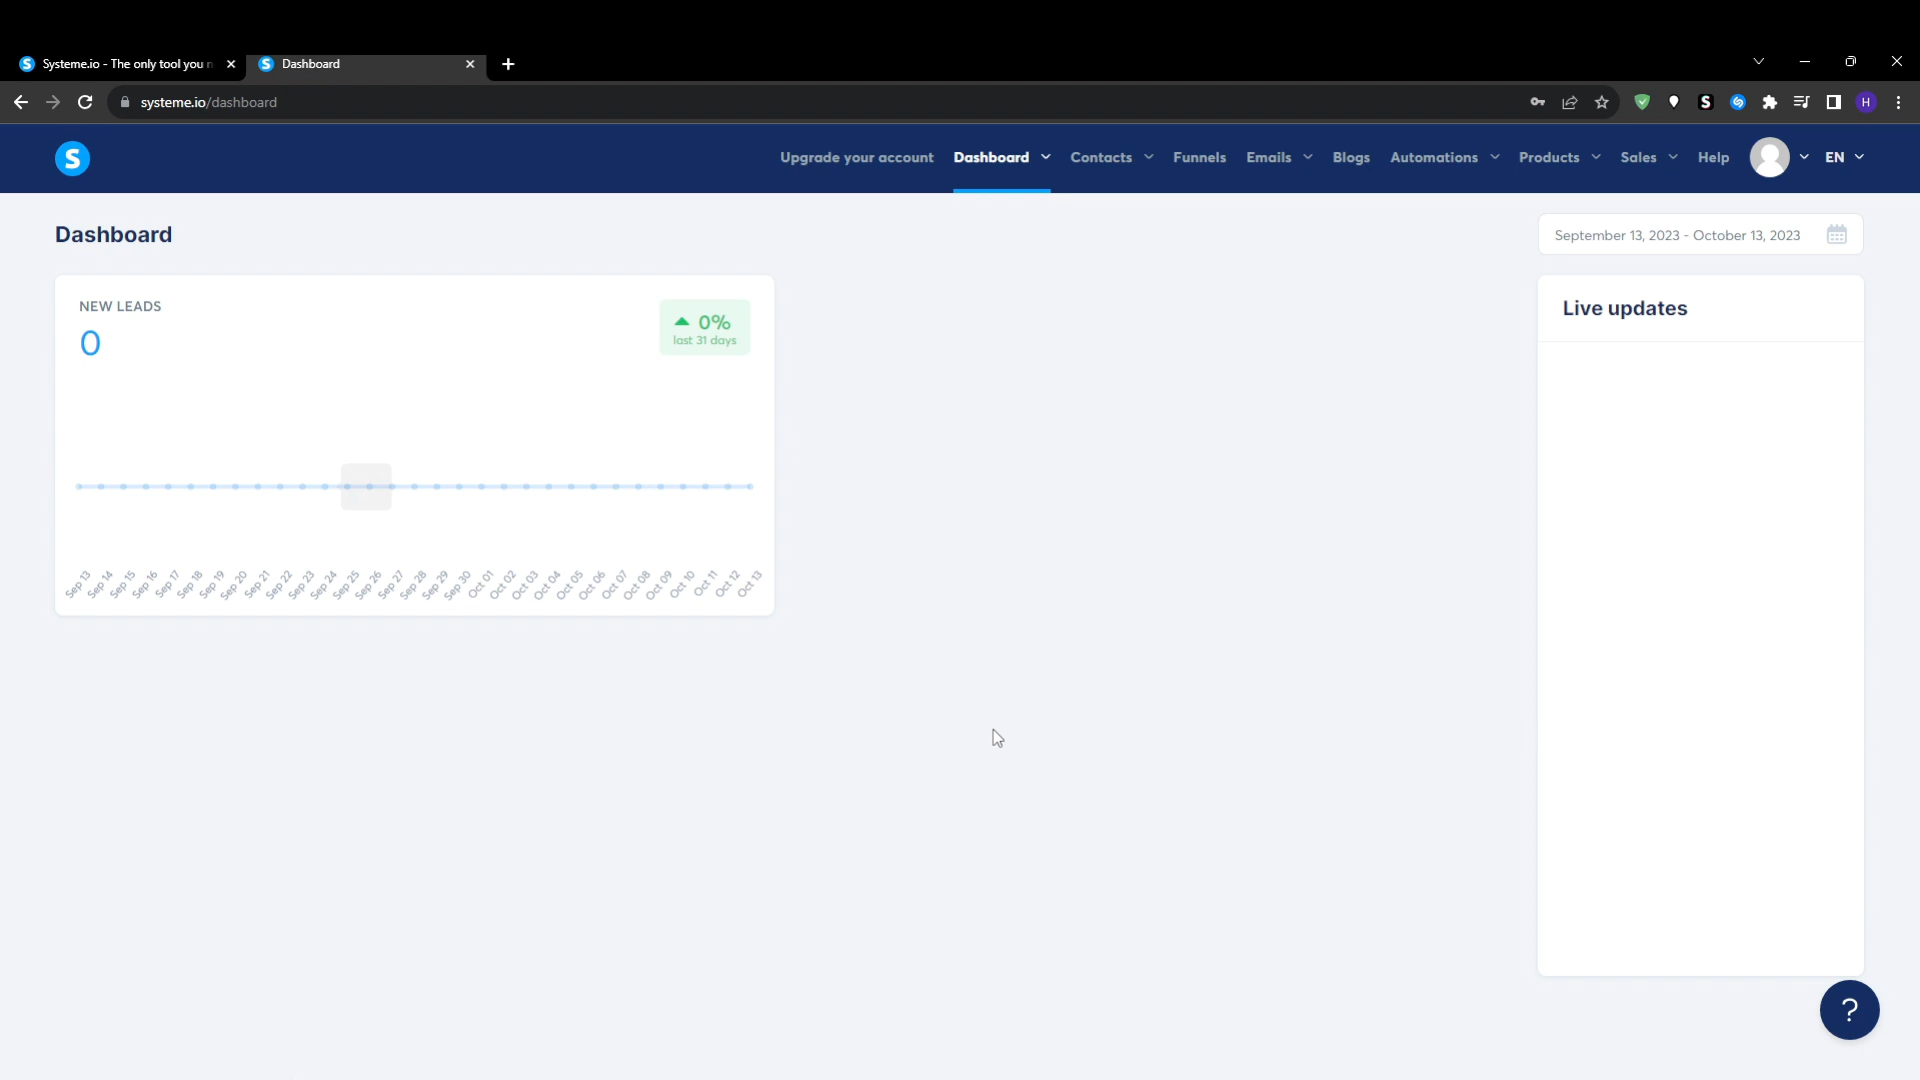 Systeme.io - The only tool you n
Dashboard
systeme.io/dashboard
H
S
Upgrade your account
Dashboard
Contacts
Funnels
Emails
Blogs
Automations
Products
Sales
Help
EN
Dashboard
September 13, 2023 - October 13, 2023
NEW LEADS
0
0%
last 31 days
Live updates
Sep 13
Sep 14
Sep 15
Sep 16
Sep 17
Sep 18
Sep 19
Sep 20
Sep 21
Sep 22
Sep 23
Sep 24
Sep 25
Sep 26
Sep 27
Sep 28
Sep 29
Sep 30
Oct 01
Oct 02
Oct 03
Oct 04
Oct 05
Oct 06
Oct 07
Oct 08
Oct 09
Oct 10
Oct 11
Oct 12
Oct 13
?